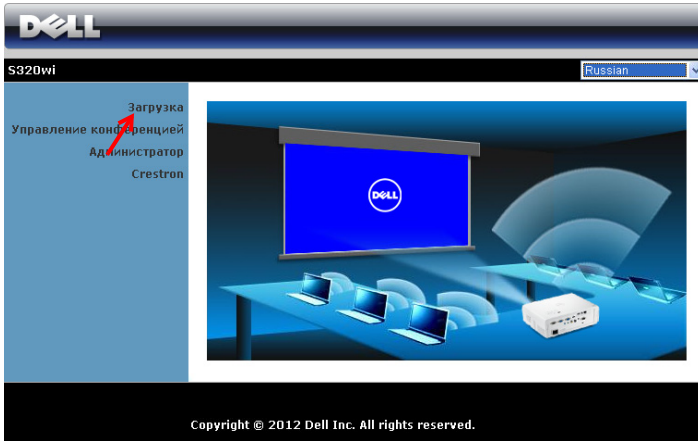 DELL
S320wi
Russian
Загрузка
Управление конференцией
Администратор
Crestron
DELL
Copyright © 2012 Dell Inc. All rights reserved.